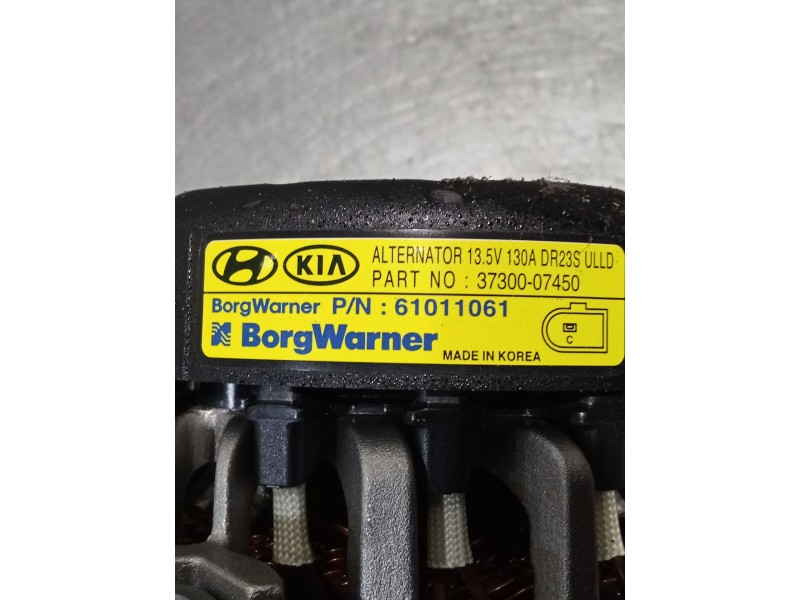 KIA ALTERNATOR 13.5V 130A DR23S ULLD
PART NO : 37300-07450
BorgWarner P/N : 61011061
BorgWarner
MADE IN KOREA
C